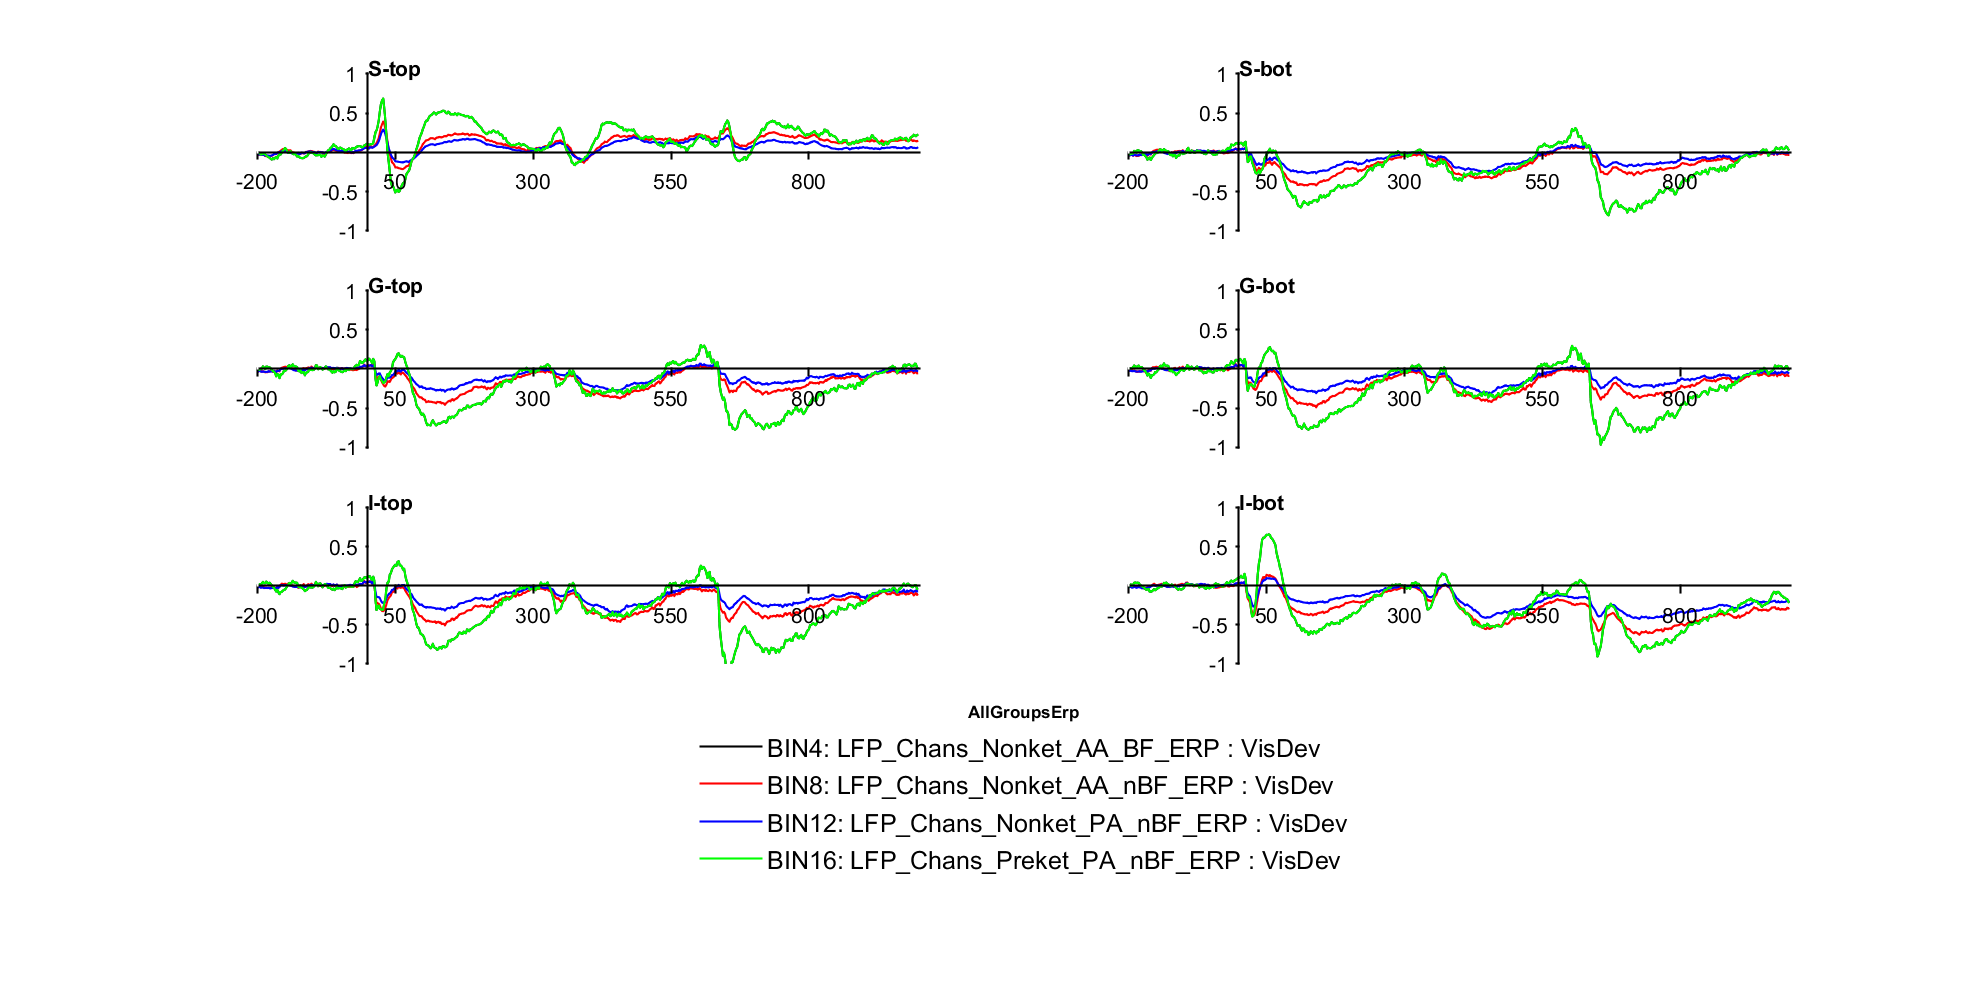 S-top
1
0.5
-0.5
-1
-200 50 300 550 800
S-bot
1
0.5
-0.5
-1
-200 50 300 550 800
G-top
1
0.5
-0.5
-1
-200 50 300 550 800
G-bot
1
0.5
-0.5
-1
-200 50 300 550 800
I-top
1
0.5
-0.5
-1
-200 50 300 550 800
I-bot
1
0.5
-0.5
-1
-200 50 300 550 800
AllGroupsErp
BIN4: LFP_Chans_Nonket_AA_BF_ERP : VisDev
BIN8: LFP_Chans_Nonket_AA_nBF_ERP : VisDev
BIN12: LFP_Chans_Nonket_PA_nBF_ERP : VisDev
BIN16: LFP_Chans_Preket_PA_nBF_ERP : VisDev